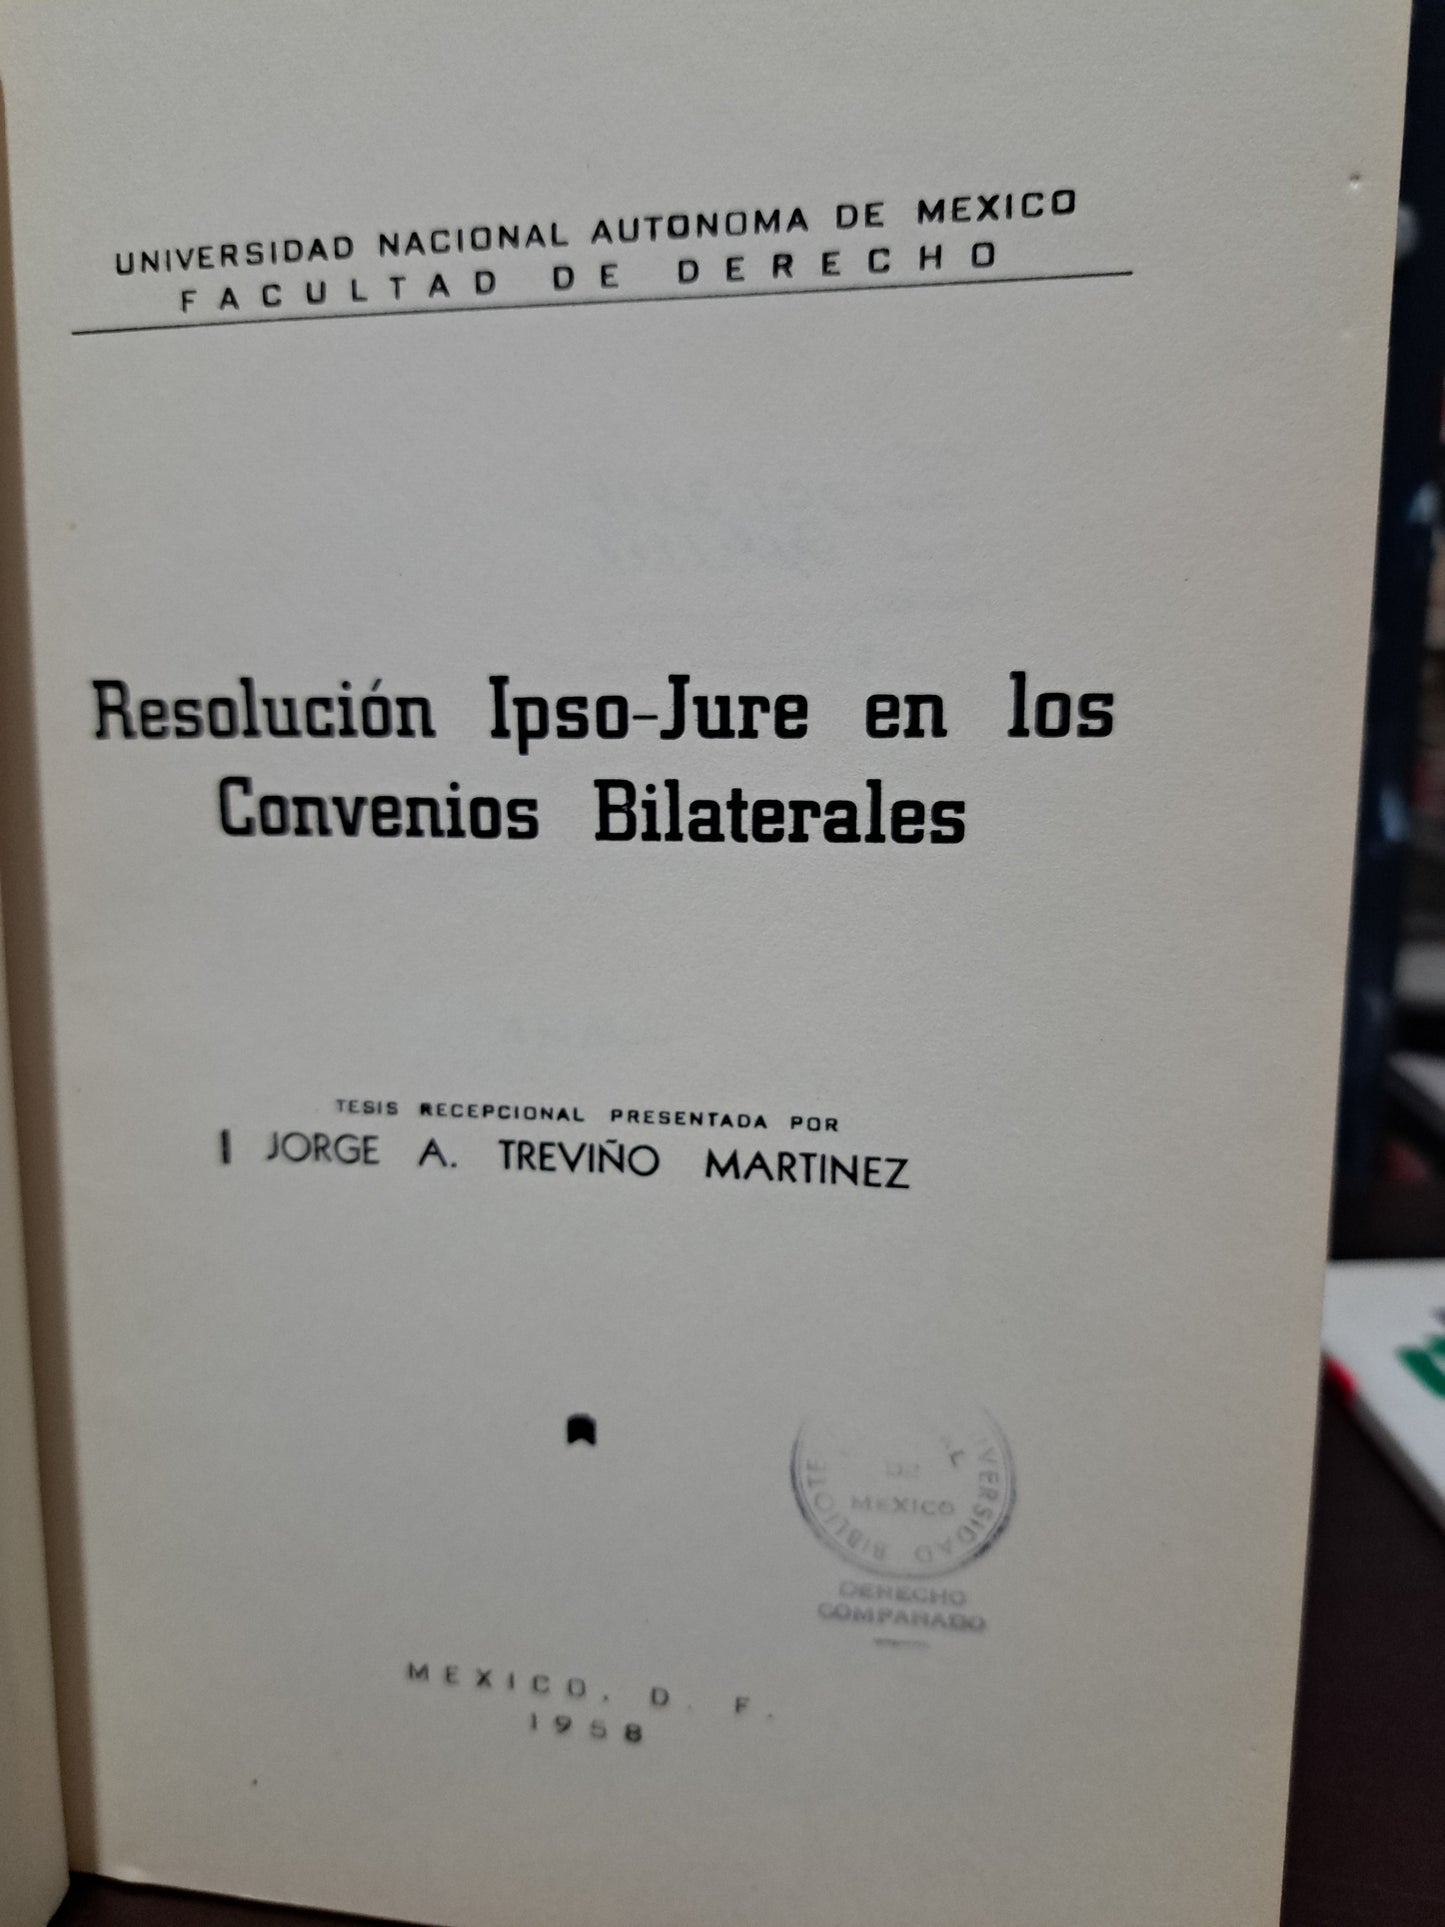 UNIVERSIDAD NACIONAL AUTONOMA DE MEXICO
FACULTAD DE DERECHO
Resolución Ipso-Jure en los
Convenios Bilaterales
TESIS RECEPCIONAL PRESENTADA POR
JORGE A. TREVIÑO MARTINEZ
DE
MEXICO
DERECHO
COMPARADO
MEXICO, D. F.
1958